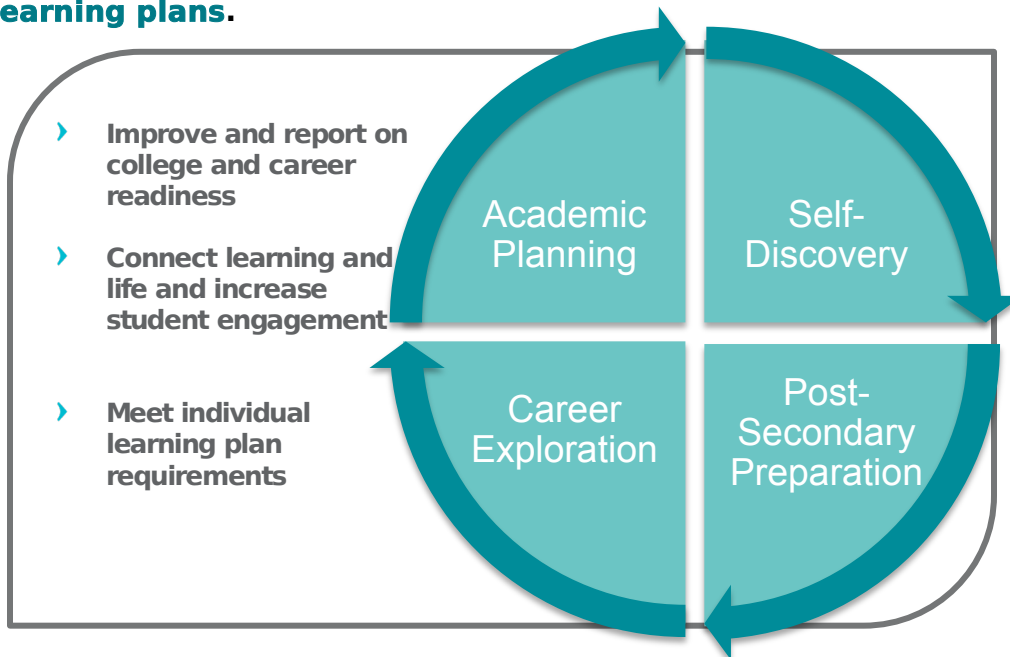 earning plans.
Improve and report on
college and career
readiness
Connect learning and
life and increase
student engagement
Meet individual
learning plan
requirements
Academic
Planning
Self-
Discovery
Career
Exploration
Post-
Secondary
Preparation